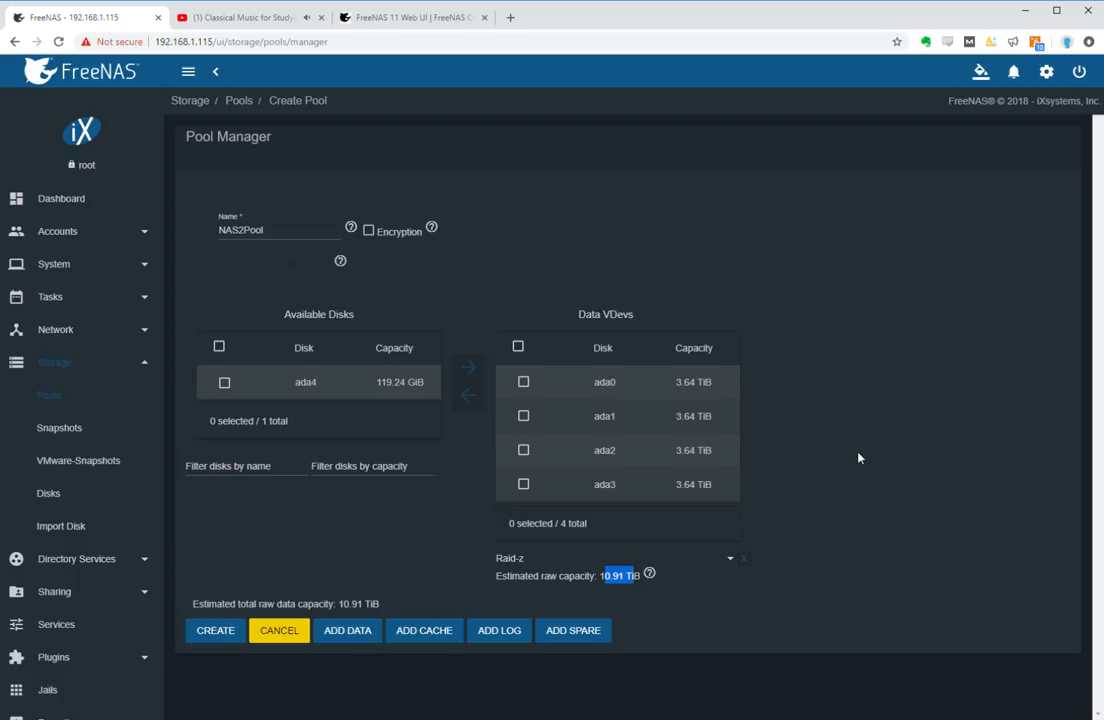 FreeNAS - 192.168.1.115
(1) Classical Music for Study
FreeNAS 11 Web UI | FreeNAS C
Not secure
192.168.1.115/ui/storage/pools/manager
10
FreeNAS
Storage / Pools / Create Pool
FreeNAS® © 2018 - iXsystems, Inc.
iX
root
Pool Manager
Dashboard
Accounts
System
Tasks
Network
Storage
Pools
Snapshots
VMware-Snapshots
Disks
Import Disk
Directory Services
Sharing
Services
Plugins
Jails
Name *
NAS2Pool
Encryption
Available Disks
Disk Capacity
ada4 119.24 GiB
0 selected / 1 total
Filter disks by name
Filter disks by capacity
Data VDevs
Disk Capacity
ada0 3.64 TiB
ada1 3.64 TiB
ada2 3.64 TiB
ada3 3.64 TiB
0 selected / 4 total
Raid-z
X
Estimated raw capacity: 10.91 TiB
Estimated total raw data capacity: 10.91 TiB
CREATE
CANCEL
ADD DATA
ADD CACHE
ADD LOG
ADD SPARE